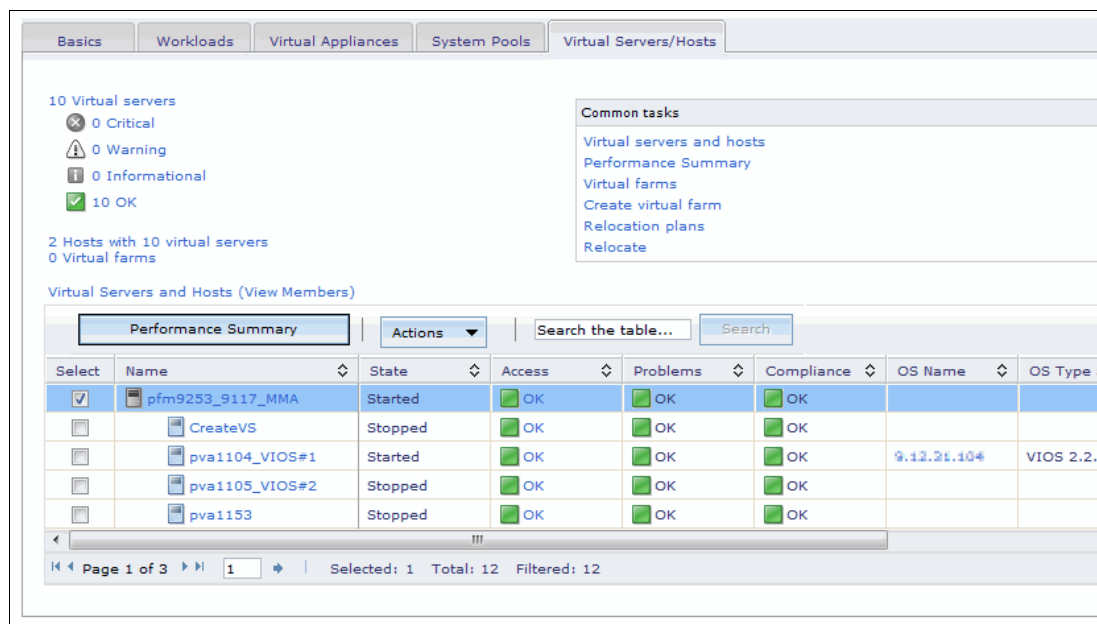 Basics Workloads Virtual Appliances System Pools Virtual Servers/Hosts
10 Virtual servers
0 Critical
0 Warning
0 Informational
10 OK
2 Hosts with 10 virtual servers
0 Virtual farms
Common tasks
Virtual servers and hosts
Performance Summary
Virtual farms
Create virtual farm
Relocation plans
Relocate
Virtual Servers and Hosts (View Members)
Performance Summary Actions Search the table... Search
Select Name State Access Problems Compliance OS Name OS Type
pfm9253_9117_MMA Started OK OK OK
CreateVS Stopped OK OK OK
pva1104_VIOS#1 Started OK OK OK VIOS 2.2.
pva1105_VIOS#2 Stopped OK OK OK
pva1153 Stopped OK OK OK
Page 1 of 3 1 Selected: 1 Total: 12 Filtered: 12